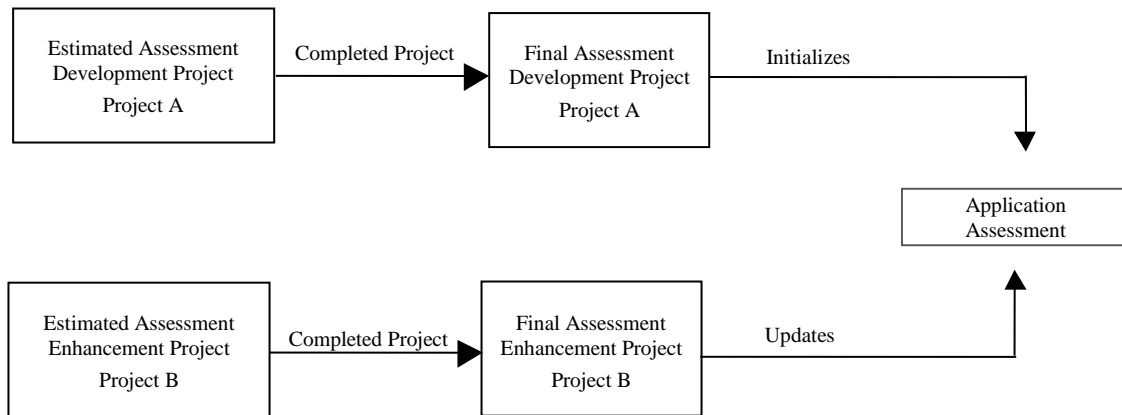 Estimated Assessment
Development Project
Project A
Completed Project
Final Assessment
Development Project
Project A
Initializes
Application
Assessment
Estimated Assessment
Enhancement Project
Project B
Completed Project
Final Assessment
Enhancement Project
Project B
Updates